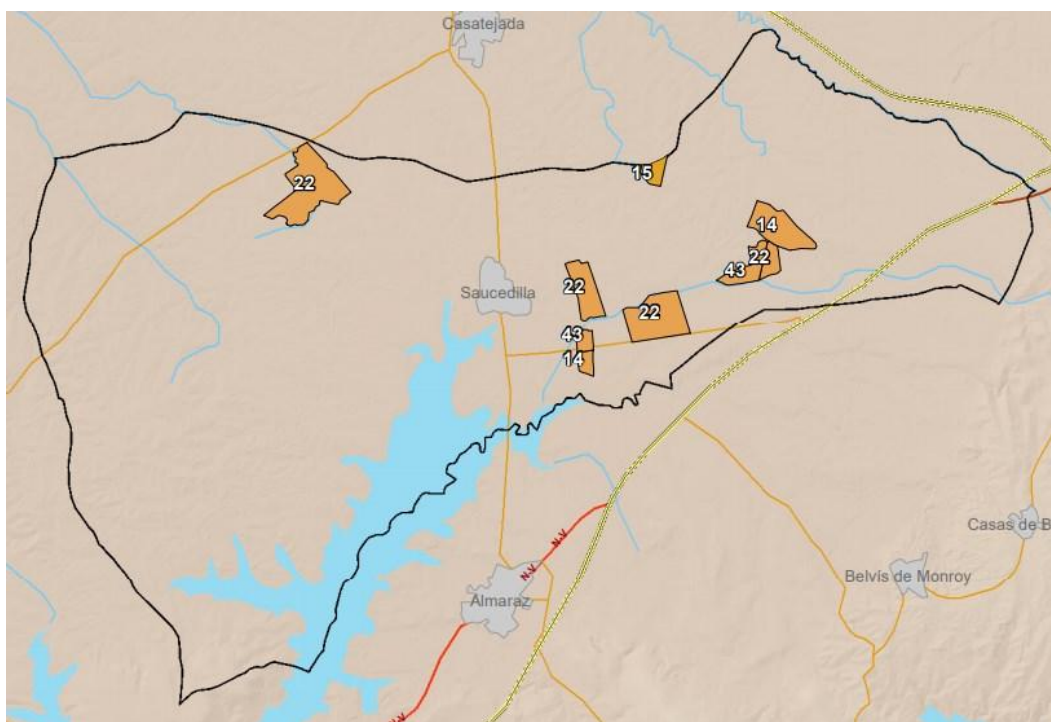 Casatejada
15
22
14
22
43
22
Saucedilla
22
43
14
N-V
Casas de B
N-V
Belvís de Monroy
Almaraz
N-V